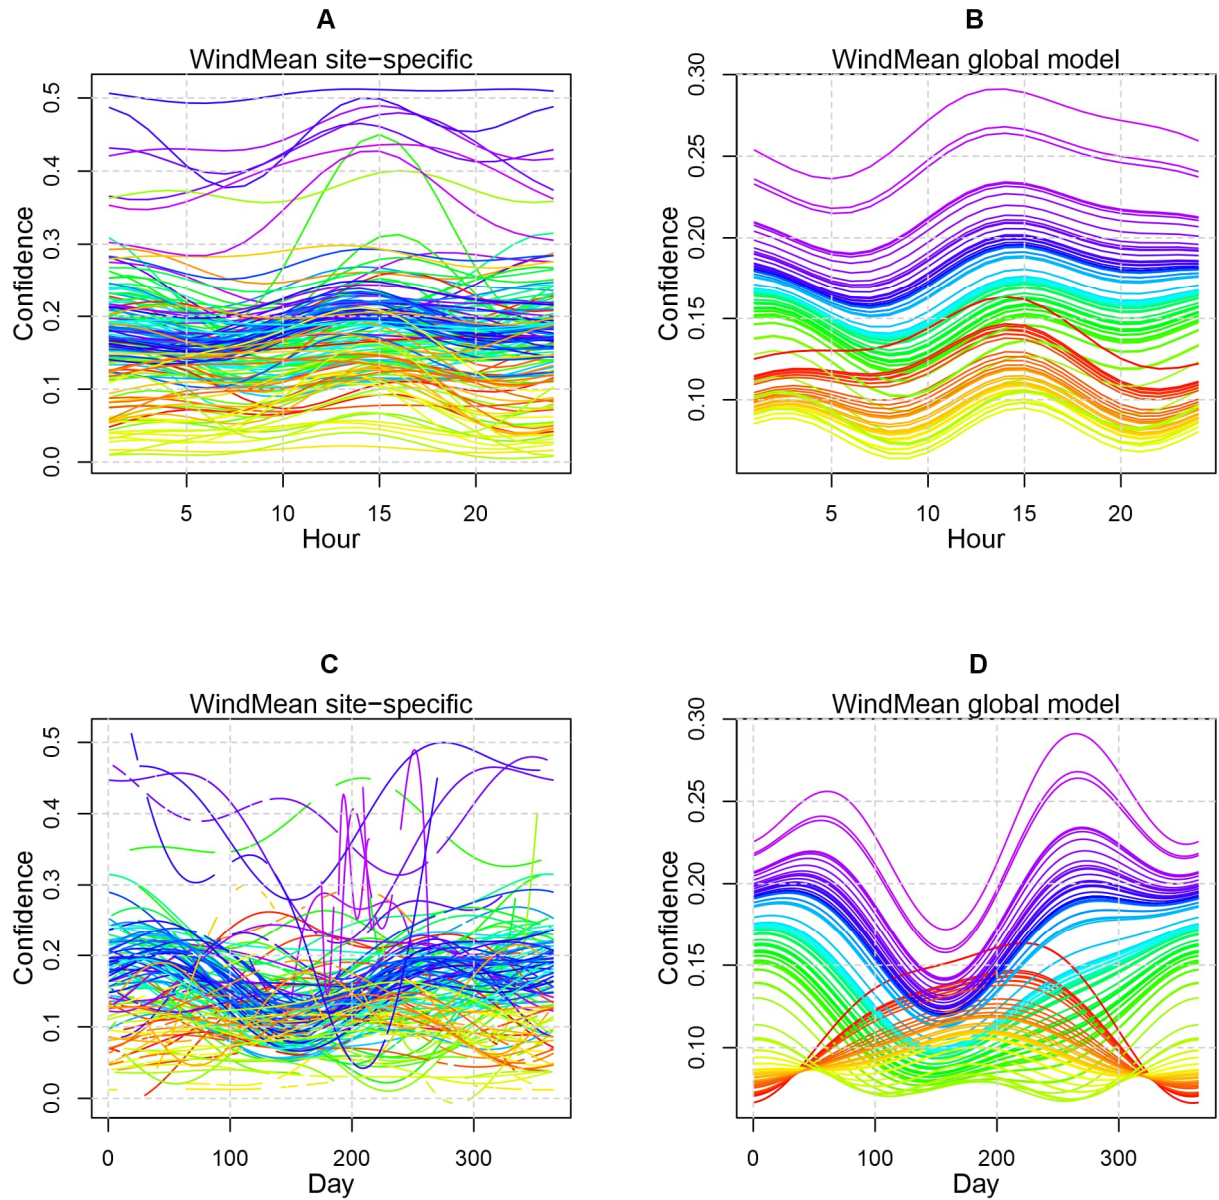 A
WindMean site−specific
Confidence
0.5
0.4
0.3
0.2
0.1
0.0
5 10 15 20
Hour
B
WindMean global model
Confidence
0.30
0.25
0.20
0.15
0.10
5 10 15 20
Hour
C
WindMean site−specific
Confidence
0.5
0.4
0.3
0.2
0.1
0.0
0 100 200 300
Day
D
WindMean global model
Confidence
0.30
0.25
0.20
0.15
0.10
0 100 200 300
Day